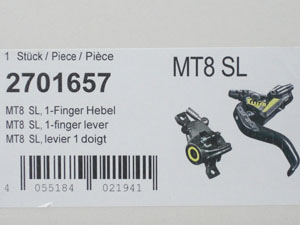 1 Stück / Piece / Pièce
2701657
MT8 SL
MT8 SL, 1-Finger Hebel
MT8 SL, 1-finger lever
MT8 SL, levier 1 doigt
4 055184 021941